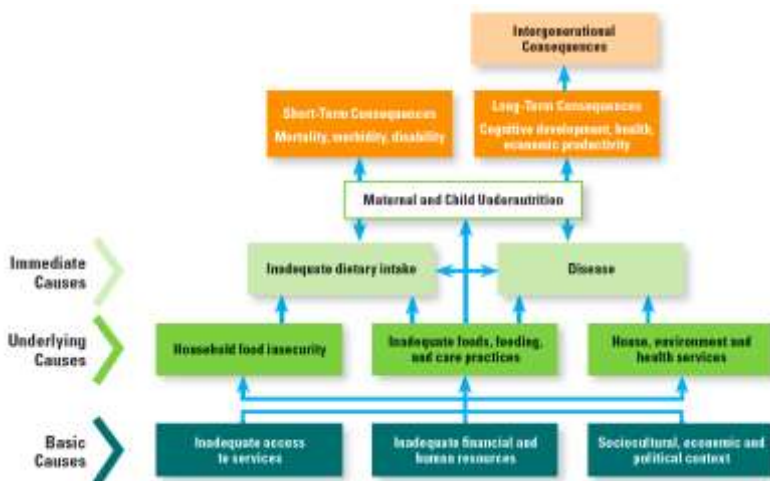 Intergenerational
Consequences
Short-Term Consequences
Mortality, morbidity, disability
Long-Term Consequences
Cognitive development, health,
economic productivity
Maternal and Child Undernutrition
Immediate
Causes
Inadequate dietary intake
Disease
Underlying
Causes
Household food insecurity
Inadequate foods, feeding,
and care practices
House, environment and
health services
Basic
Causes
Inadequate access
to services
Inadequate financial and
human resources
Sociocultural, economic and
political context